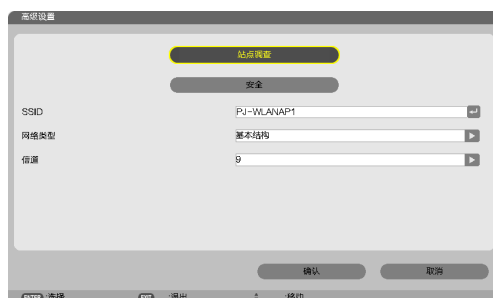 高级设置
站点调查
安全
SSID PJ-WLANAP1
网络类型 基本结构
信道 9
确认 取消
ENTER :选择 EXIT :退出 :移动